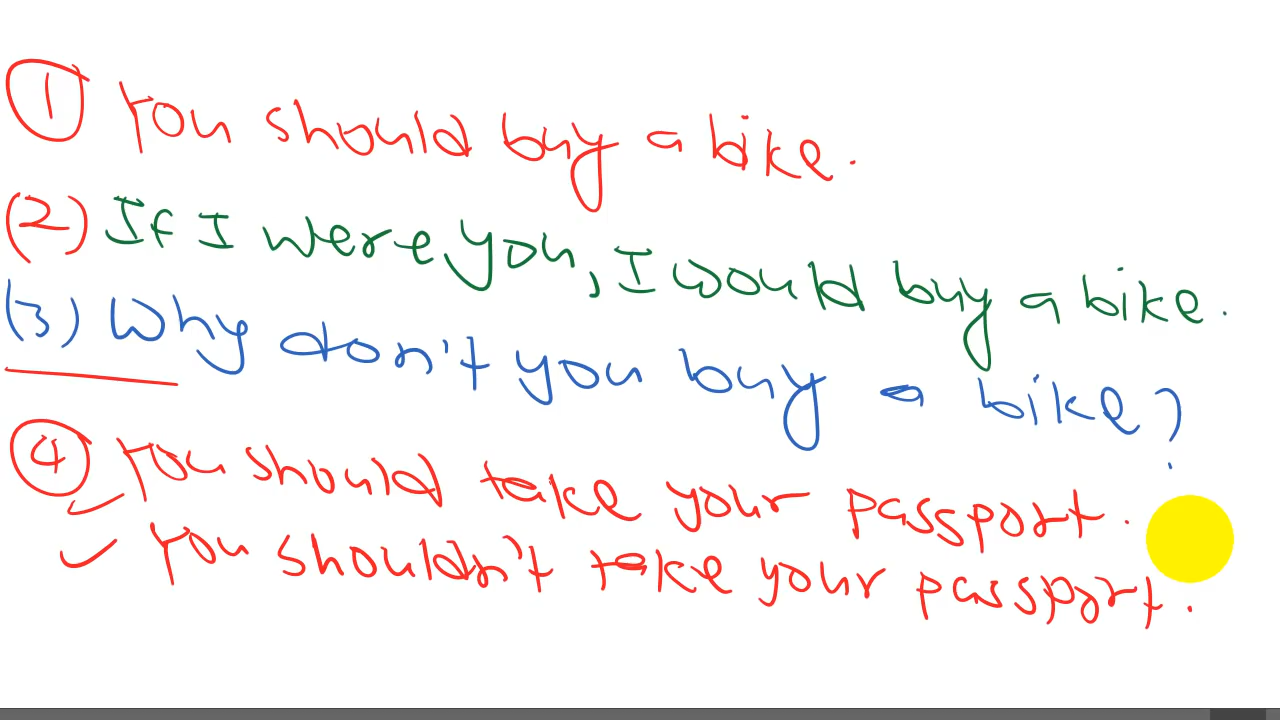 ① You should buy a bike.
(2) If I were you, I would buy a bike.
(3) Why don't you buy a bike?
④ You should take your passport.
You shouldn't take your passport.